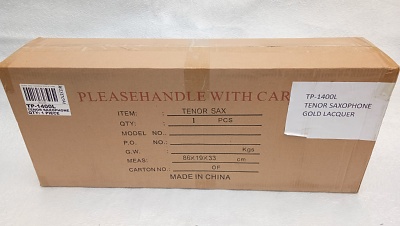 TP-1400L
TENOR SAXOPHONE
QTY: 1 PIECE
PLEASEHANDLE WITH CAR
ITEM: TENOR SAX
QTY: 1 PCS
MODEL NO.:
P.O. NO.:
G.W. Kgs
MEAS: 86X19X33 cm
CARTON NO.: OF
MADE IN CHINA
TP-1400L
TENOR SAXOPHONE
GOLD LACQUER